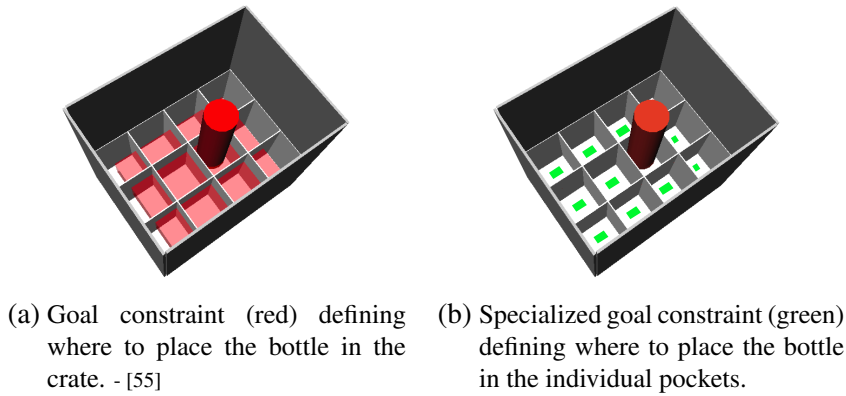 (a) Goal constraint (red) defining
where to place the bottle in the
crate. - [55]
(b) Specialized goal constraint (green)
defining where to place the bottle
in the individual pockets.